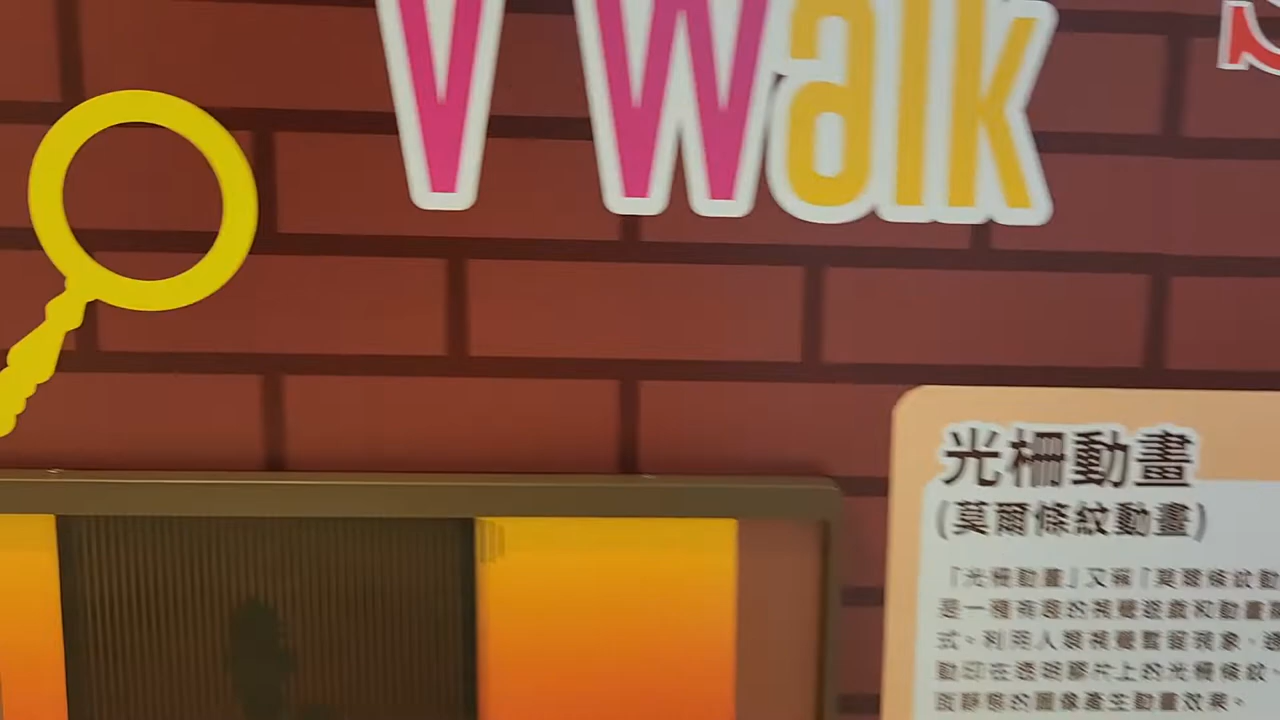 V Walk
光柵動畫
(莫爾條紋動畫)
「光柵動畫」又稱「莫爾條紋動
是一種有趣的視覺遊戲和動畫
式。利用人類視覺暫留現象，
動印在透明膠片上的光柵條紋，
說靜態的圖像產生動畫效果。